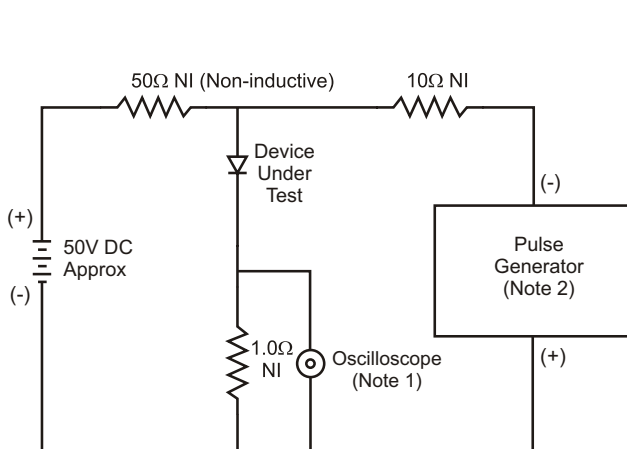 50Ω NI (Non-inductive)
10Ω NI
Device
Under
Test
(-)
(+)
50V DC
Approx
(-)
Pulse
Generator
(Note 2)
1.0Ω
NI
Oscilloscope
(Note 1)
(+)